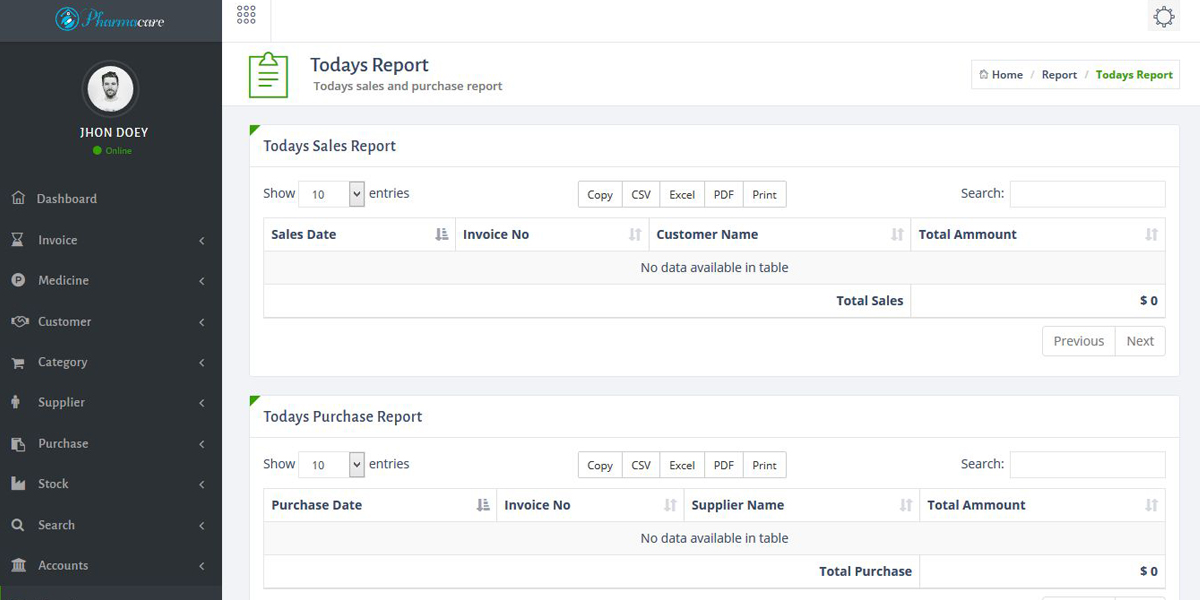 Pharmacare
JHON DOEY
Online
Dashboard
Invoice
Medicine
Customer
Category
Supplier
Purchase
Stock
Search
Accounts
Todays Report
Todays sales and purchase report
Home / Report / Todays Report
Todays Sales Report
Show 10 entries Copy CSV Excel PDF Print Search:
Sales Date Invoice No Customer Name Total Ammount
No data available in table
Total Sales $ 0
Previous Next
Todays Purchase Report
Show 10 entries Copy CSV Excel PDF Print Search:
Purchase Date Invoice No Supplier Name Total Ammount
No data available in table
Total Purchase $ 0